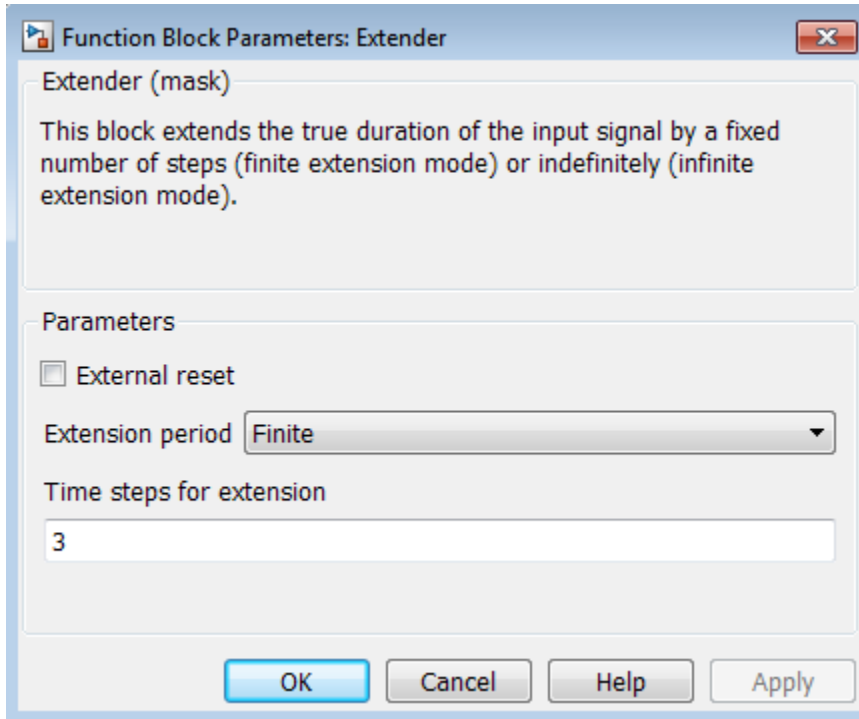 Function Block Parameters: Extender
Extender (mask)
This block extends the true duration of the input signal by a fixed
number of steps (finite extension mode) or indefinitely (infinite
extension mode).
Parameters
External reset
Extension period Finite
Time steps for extension
3
OK Cancel Help Apply